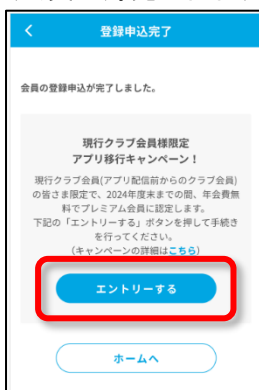 登録申込完了
会員の登録申込が完了しました。
現行クラブ会員様限定
アプリ移行キャンペーン！
現行クラブ会員(アプリ配信前からのクラブ会員)
の皆さま限定で、2024年度末までの間、年会費無
料でプレミアム会員に認定します。
下記の「エントリーする」ボタンを押して手続き
を行ってください。
(キャンペーンの詳細はこちら)
エントリーする
ホームへ